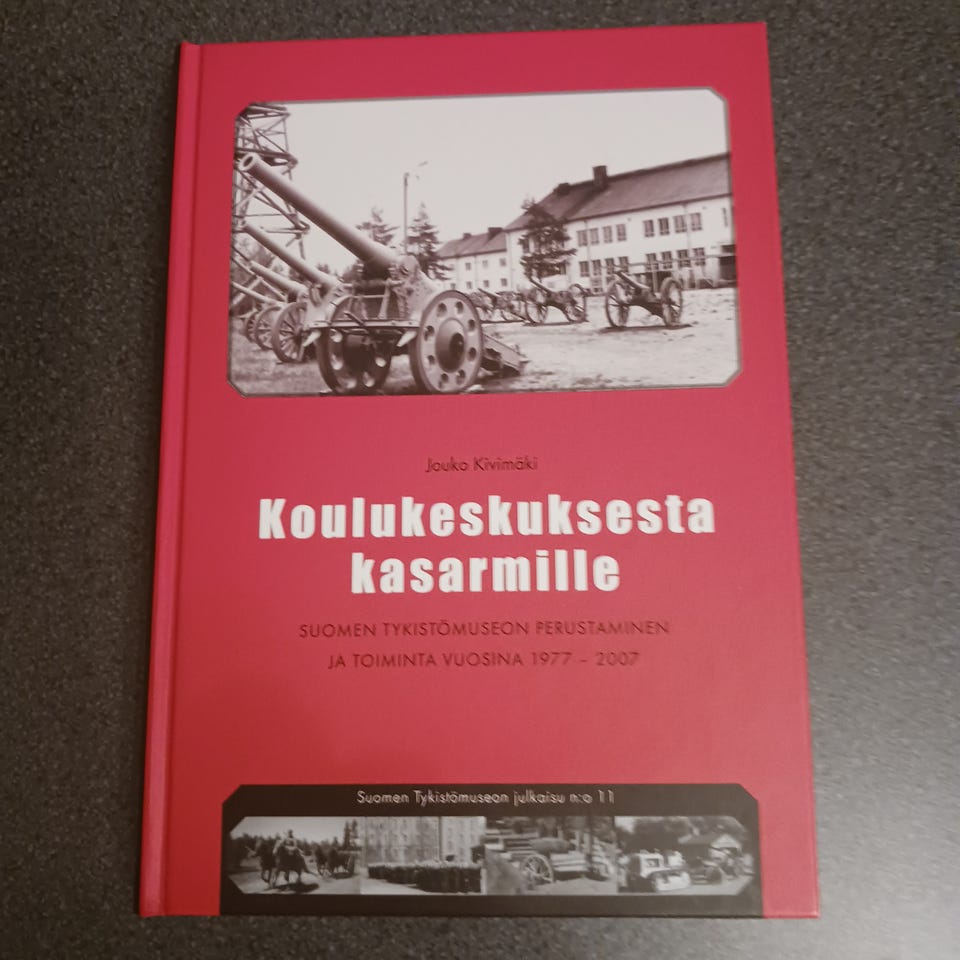 Jouko Kivimäki
Koulukeskuksesta
kasarmille
SUOMEN TYKISTÖMUSEON PERUSTAMINEN
JA TOIMINTA VUOSINA 1977 – 2007
Suomen Tykistömuseon julkaisu n:o 11